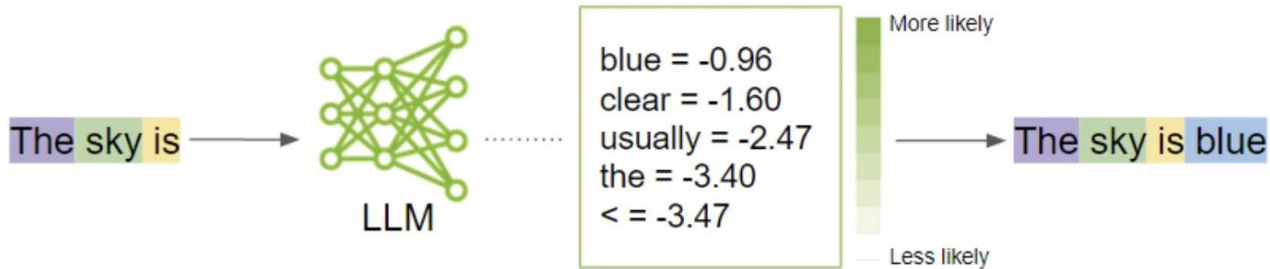 The sky is
LLM
blue = -0.96
clear = -1.60
usually = -2.47
the = -3.40
< = -3.47
More likely
Less likely
The sky is blue